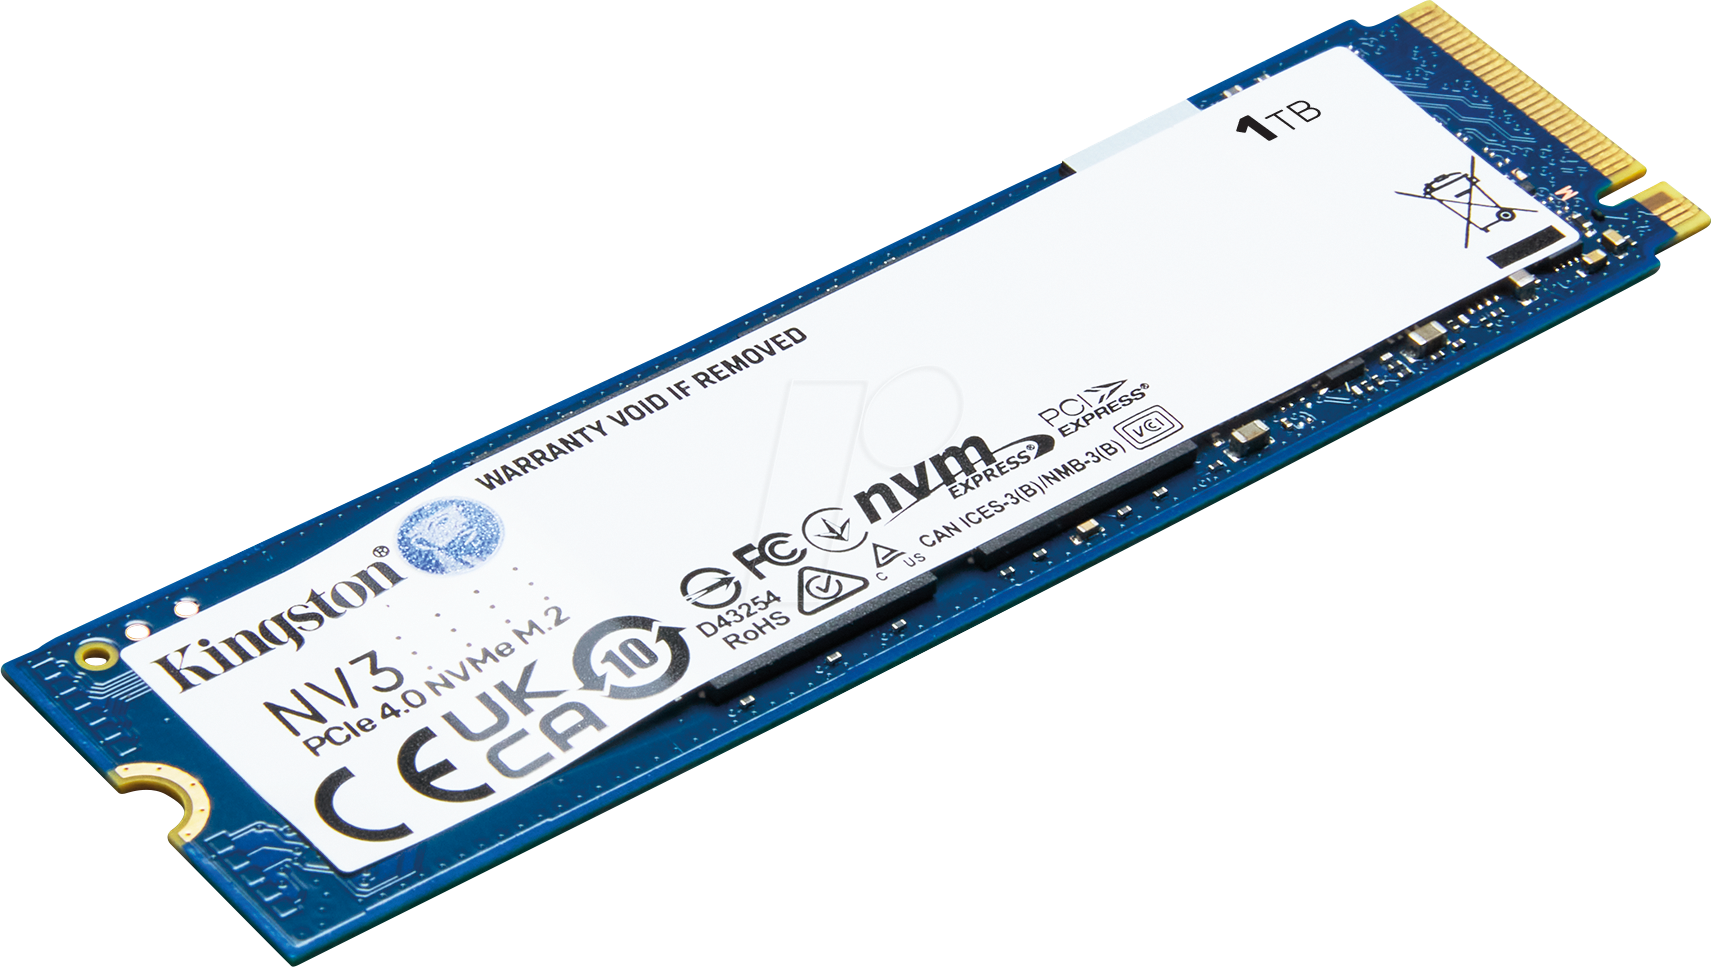 1TB
WARRANTY VOID IF REMOVED
Kingston®
NV3
PCIe 4.0 NVMe M.2
CE
UK
CA
10
FC
D43254
RoHS
nvm
EXPRESS®
PCI
EXPRESS®
c US
CAN ICES-3(B)/NMB-3(B)
VCI
M